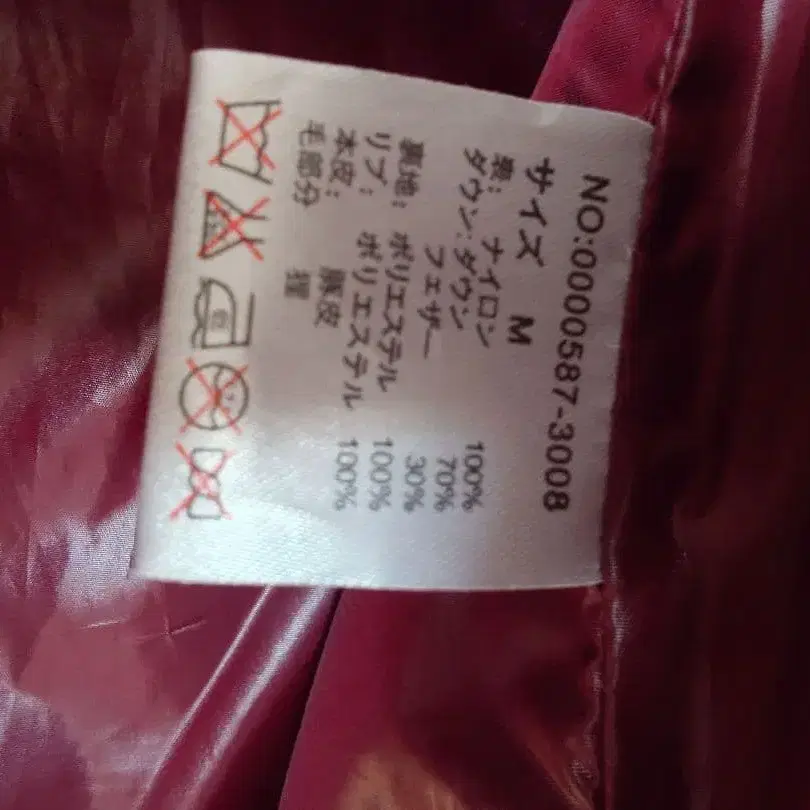 NO:0000587-3008
サイズ M
表: ナイロン 100%
ダウン:ダウン 70%
フェザー 30%
裏地: ポリエステル 100%
リブ: ポリエステル 100%
本皮: 豚皮
毛部分 狸